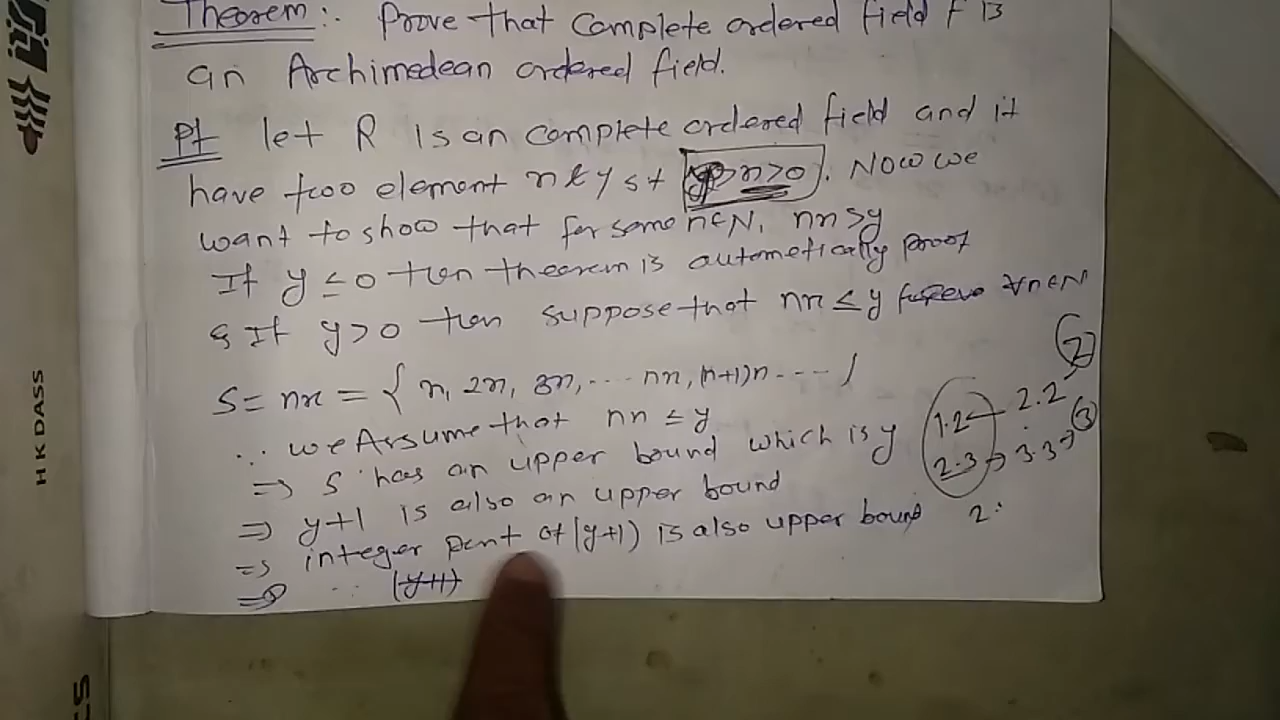 Theorem:. Prove that complete ordered field F is
an Archimedean ordered field.
Pf let R is an complete ordered field and it
have two element x & y st x>0. Now we
want to show that for some n∈N, nx>y
If y≤0 then theorem is autometically proof
& If y>0 then suppose that nx≤y ∀n∈N
S= nx = { x, 2x, 3x, .... nx, (n+1)x .... }
∴ we Assume that nx ≤ y
=> S has an upper bound which is y
=> y+1 is also an upper bound
=> integer part of (y+1) is also upper bound
=> (y+1)
1.2 → 2.2 → 2
2.3 → 3.3 → 3
2.
H K DASS